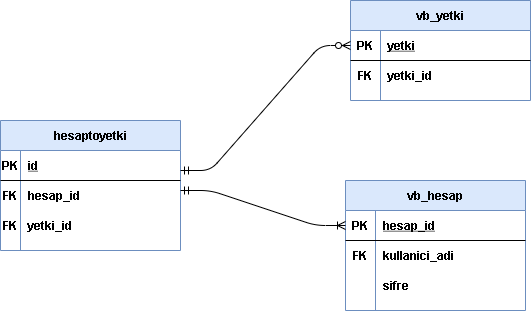 vb_yetki
PK yetki
FK yetki_id
hesaptoyetki
PK id
FK hesap_id
FK yetki_id
vb_hesap
PK hesap_id
FK kullanici_adi
sifre